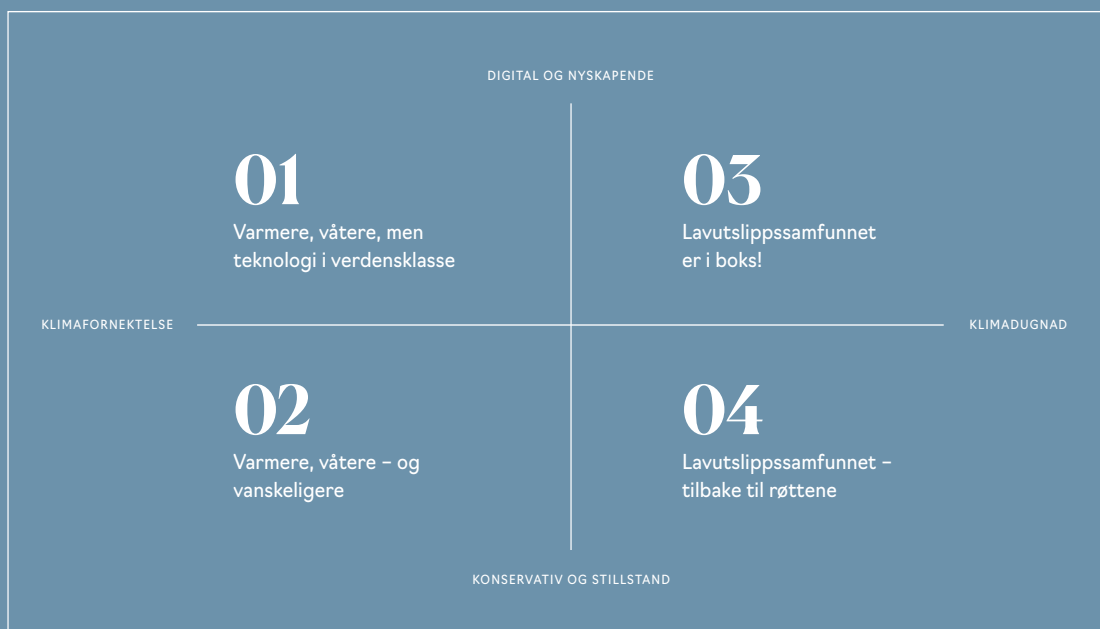 DIGITAL OG NYSKAPENDE
01
Varmere, våtere, men
teknologi i verdensklasse
03
Lavutslippssamfunnet
er i boks!
KLIMAFORNEKTELSE
KLIMADUGNAD
02
Varmere, våtere – og
vanskeligere
04
Lavutslippssamfunnet –
tilbake til røttene
KONSERVATIV OG STILLSTAND